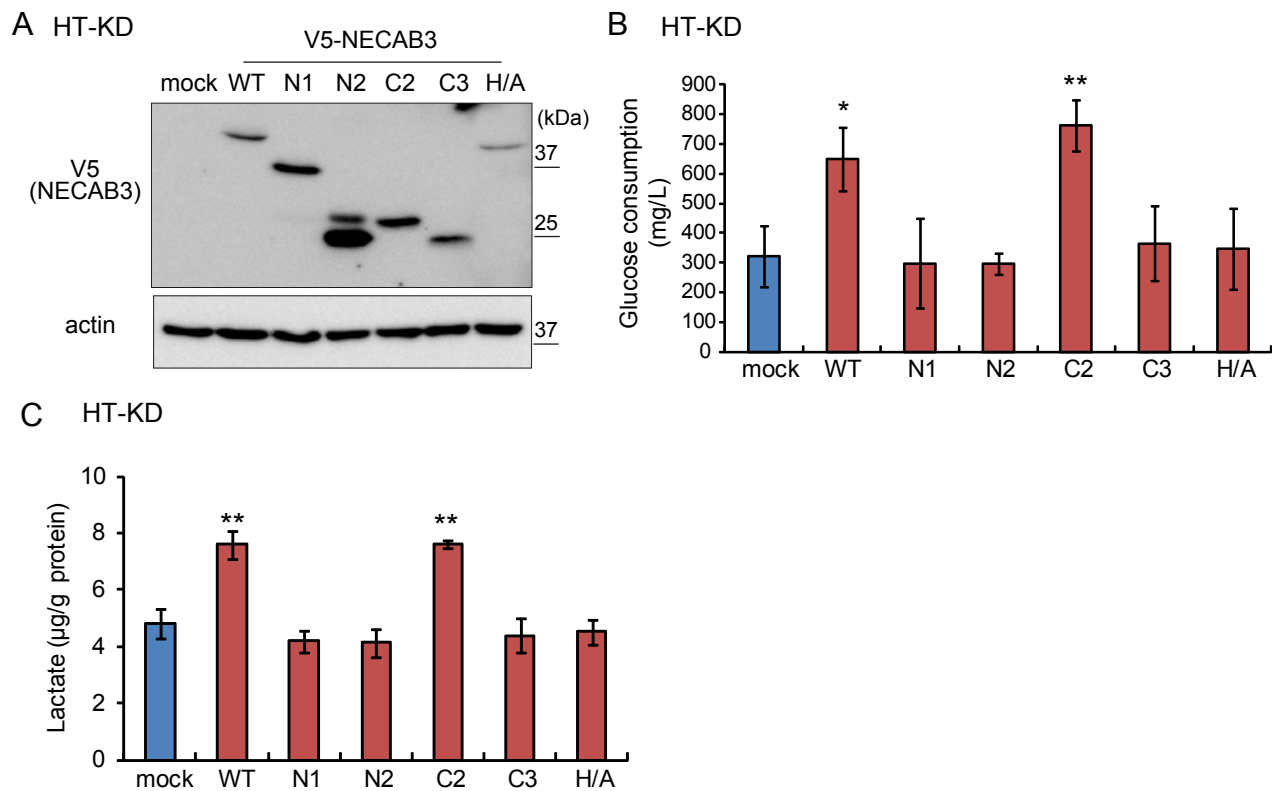 A HT-KD
V5-NECAB3
mock WT N1 N2 C2 C3 H/A
(kDa)
V5
(NECAB3)
37
25
actin
37
B HT-KD
Glucose consumption
(mg/L)
900
800
700
600
500
400
300
200
100
0
*
**
mock WT N1 N2 C2 C3 H/A
C HT-KD
Lactate (µg/g protein)
10
8
6
4
2
0
**
**
mock WT N1 N2 C2 C3 H/A